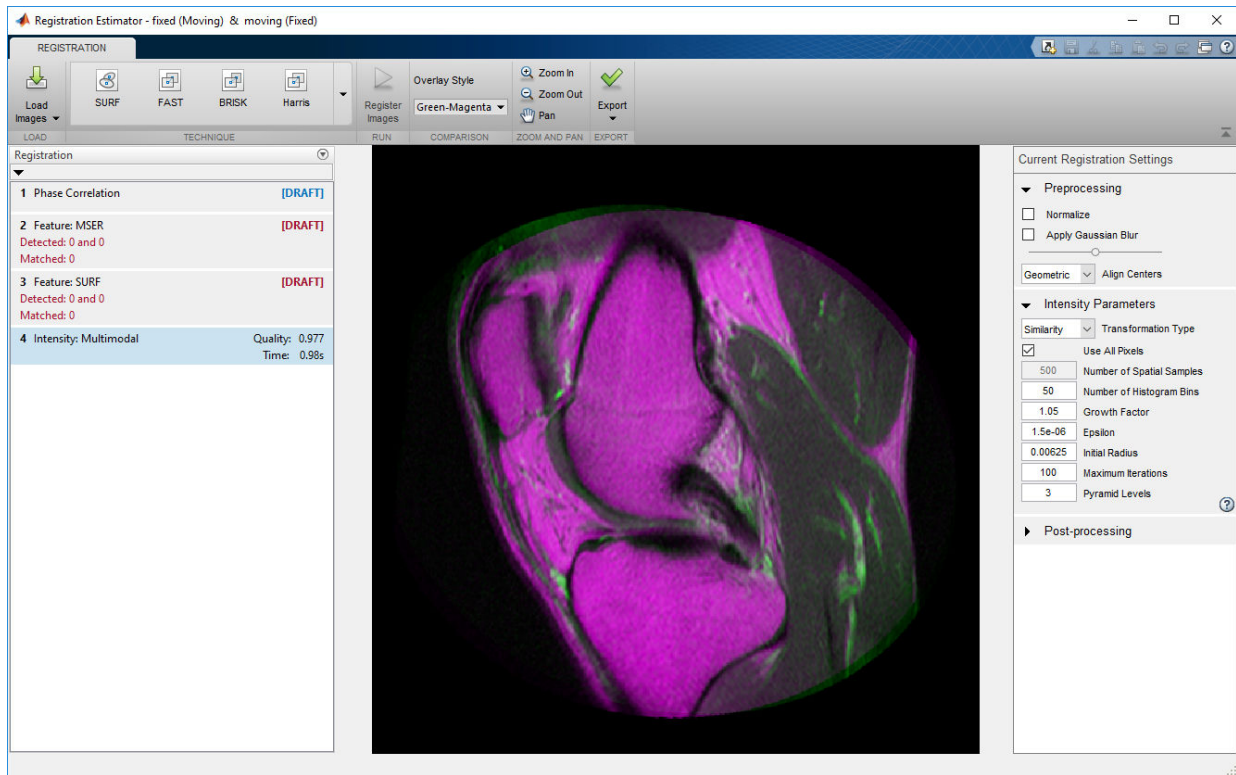 Registration Estimator - fixed (Moving) & moving (Fixed)
REGISTRATION
Load
Images
SURF
FAST
BRISK
Harris
Register
Images
Overlay Style
Green-Magenta
Zoom In
Zoom Out
Pan
Export
LOAD
TECHNIQUE
RUN
COMPARISON
ZOOM AND PAN
EXPORT
Registration
1 Phase Correlation [DRAFT]
2 Feature: MSER [DRAFT]
Detected: 0 and 0
Matched: 0
3 Feature: SURF [DRAFT]
Detected: 0 and 0
Matched: 0
4 Intensity: Multimodal Quality: 0.977
Time: 0.98s
Current Registration Settings
Preprocessing
Normalize
Apply Gaussian Blur
Geometric Align Centers
Intensity Parameters
Similarity Transformation Type
Use All Pixels
500 Number of Spatial Samples
50 Number of Histogram Bins
1.05 Growth Factor
1.5e-06 Epsilon
0.00625 Initial Radius
100 Maximum Iterations
3 Pyramid Levels
Post-processing